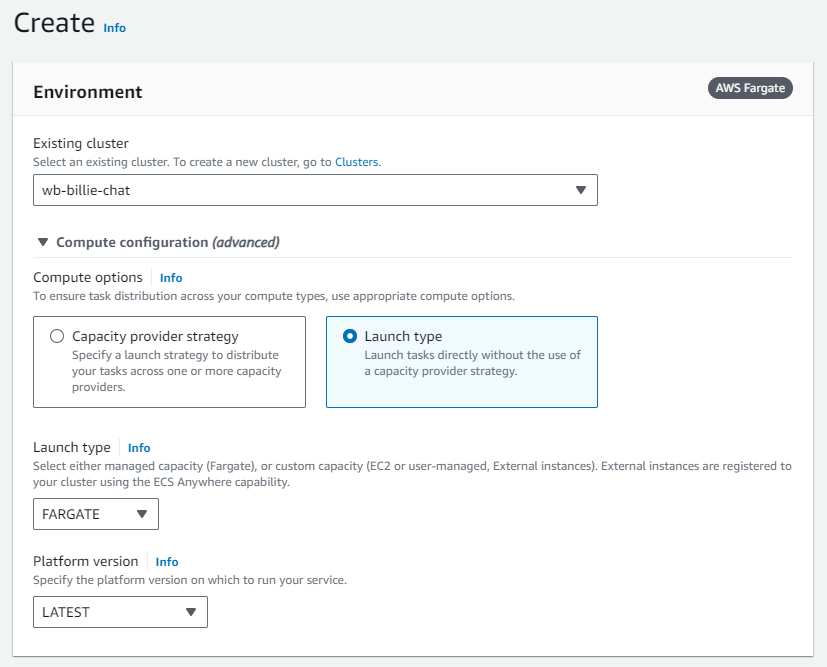 Create Info
Environment
AWS Fargate
Existing cluster
Select an existing cluster. To create a new cluster, go to Clusters.
wb-billie-chat
Compute configuration (advanced)
Compute options Info
To ensure task distribution across your compute types, use appropriate compute options.
Capacity provider strategy
Specify a launch strategy to distribute
your tasks across one or more capacity
providers.
Launch type
Launch tasks directly without the use of
a capacity provider strategy.
Launch type Info
Select either managed capacity (Fargate), or custom capacity (EC2 or user-managed, External instances). External instances are registered to
your cluster using the ECS Anywhere capability.
FARGATE
Platform version Info
Specify the platform version on which to run your service.
LATEST